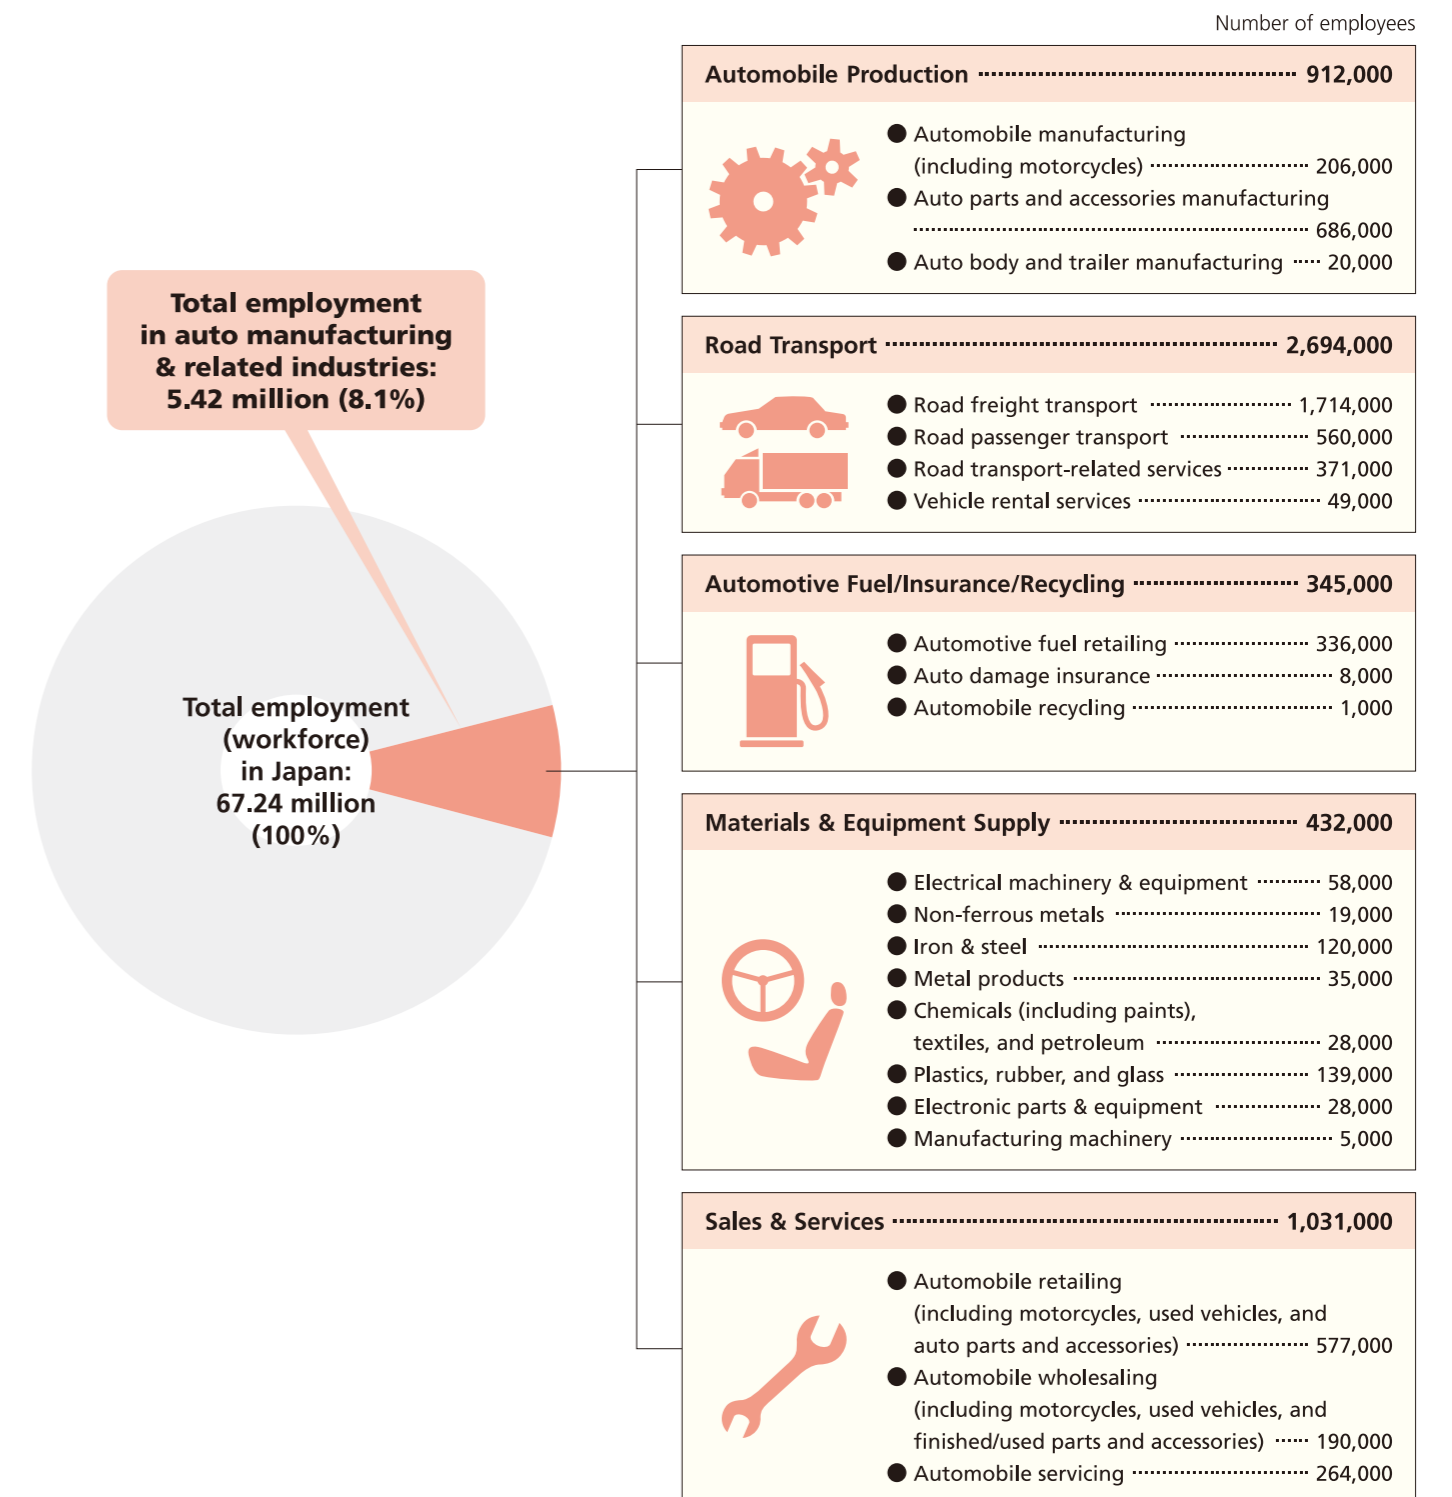 Number of employees
Total employment
in auto manufacturing
& related industries:
5.42 million (8.1%)
Total employment
(workforce)
in Japan:
67.24 million
(100%)
Automobile Production 912,000
● Automobile manufacturing
(including motorcycles) 206,000
● Auto parts and accessories manufacturing
686,000
● Auto body and trailer manufacturing 20,000
Road Transport 2,694,000
● Road freight transport 1,714,000
● Road passenger transport 560,000
● Road transport-related services 371,000
● Vehicle rental services 49,000
Automotive Fuel/Insurance/Recycling 345,000
● Automotive fuel retailing 336,000
● Auto damage insurance 8,000
● Automobile recycling 1,000
Materials & Equipment Supply 432,000
● Electrical machinery & equipment 58,000
● Non-ferrous metals 19,000
● Iron & steel 120,000
● Metal products 35,000
● Chemicals (including paints),
textiles, and petroleum 28,000
● Plastics, rubber, and glass 139,000
● Electronic parts & equipment 28,000
● Manufacturing machinery 5,000
Sales & Services 1,031,000
● Automobile retailing
(including motorcycles, used vehicles, and
auto parts and accessories) 577,000
● Automobile wholesaling
(including motorcycles, used vehicles, and
finished/used parts and accessories) 190,000
● Automobile servicing 264,000